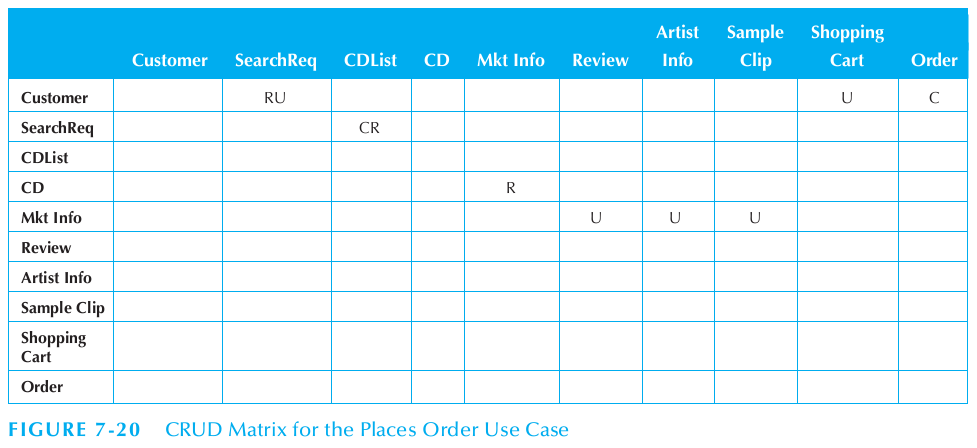 Artist Sample Shopping
Customer SearchReq CDList CD Mkt Info Review Info Clip Cart Order
Customer RU U C
SearchReq CR
CDList
CD R
Mkt Info U U U
Review
Artist Info
Sample Clip
Shopping
Cart
Order
FIGURE 7-20 CRUD Matrix for the Places Order Use Case